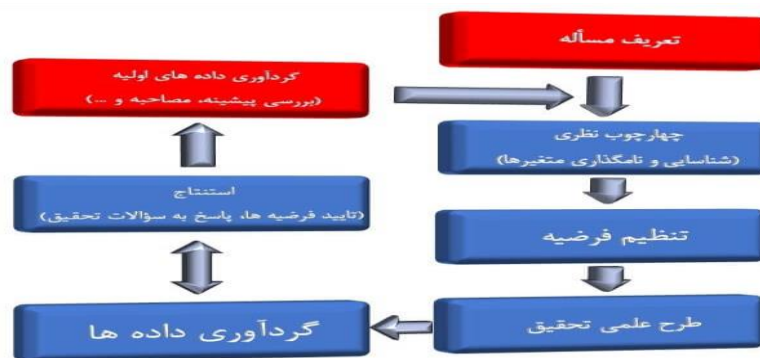 تعریف مسأله
گردآوری داده های اولیه
(بررسی پیشینه، مصاحبه و ...)
چهارچوب نظری
(شناسایی و نامگذاری متغیرها)
استنتاج
(تایید فرضیه ها، پاسخ به سؤالات تحقیق)
تنظیم فرضیه
طرح علمی تحقیق
گردآوری داده ها